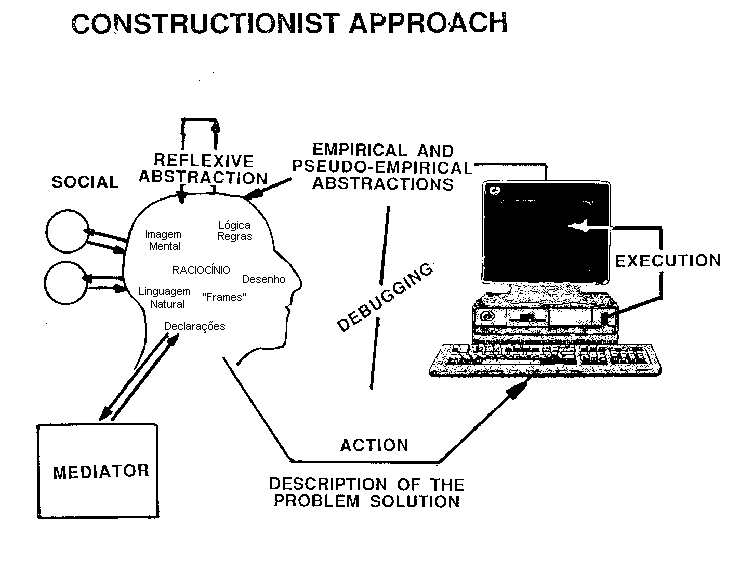 CONSTRUCTIONIST APPROACH
REFLEXIVE
ABSTRACTION
EMPIRICAL AND
PSEUDO-EMPIRICAL
ABSTRACTIONS
SOCIAL
Imagem
Mental
Lógica
Regras
RACIOCÍNIO
Desenho
Linguagem
Natural
"Frames"
Declarações
EXECUTION
DEBUGGING
MEDIATOR
ACTION
DESCRIPTION OF THE
PROBLEM SOLUTION